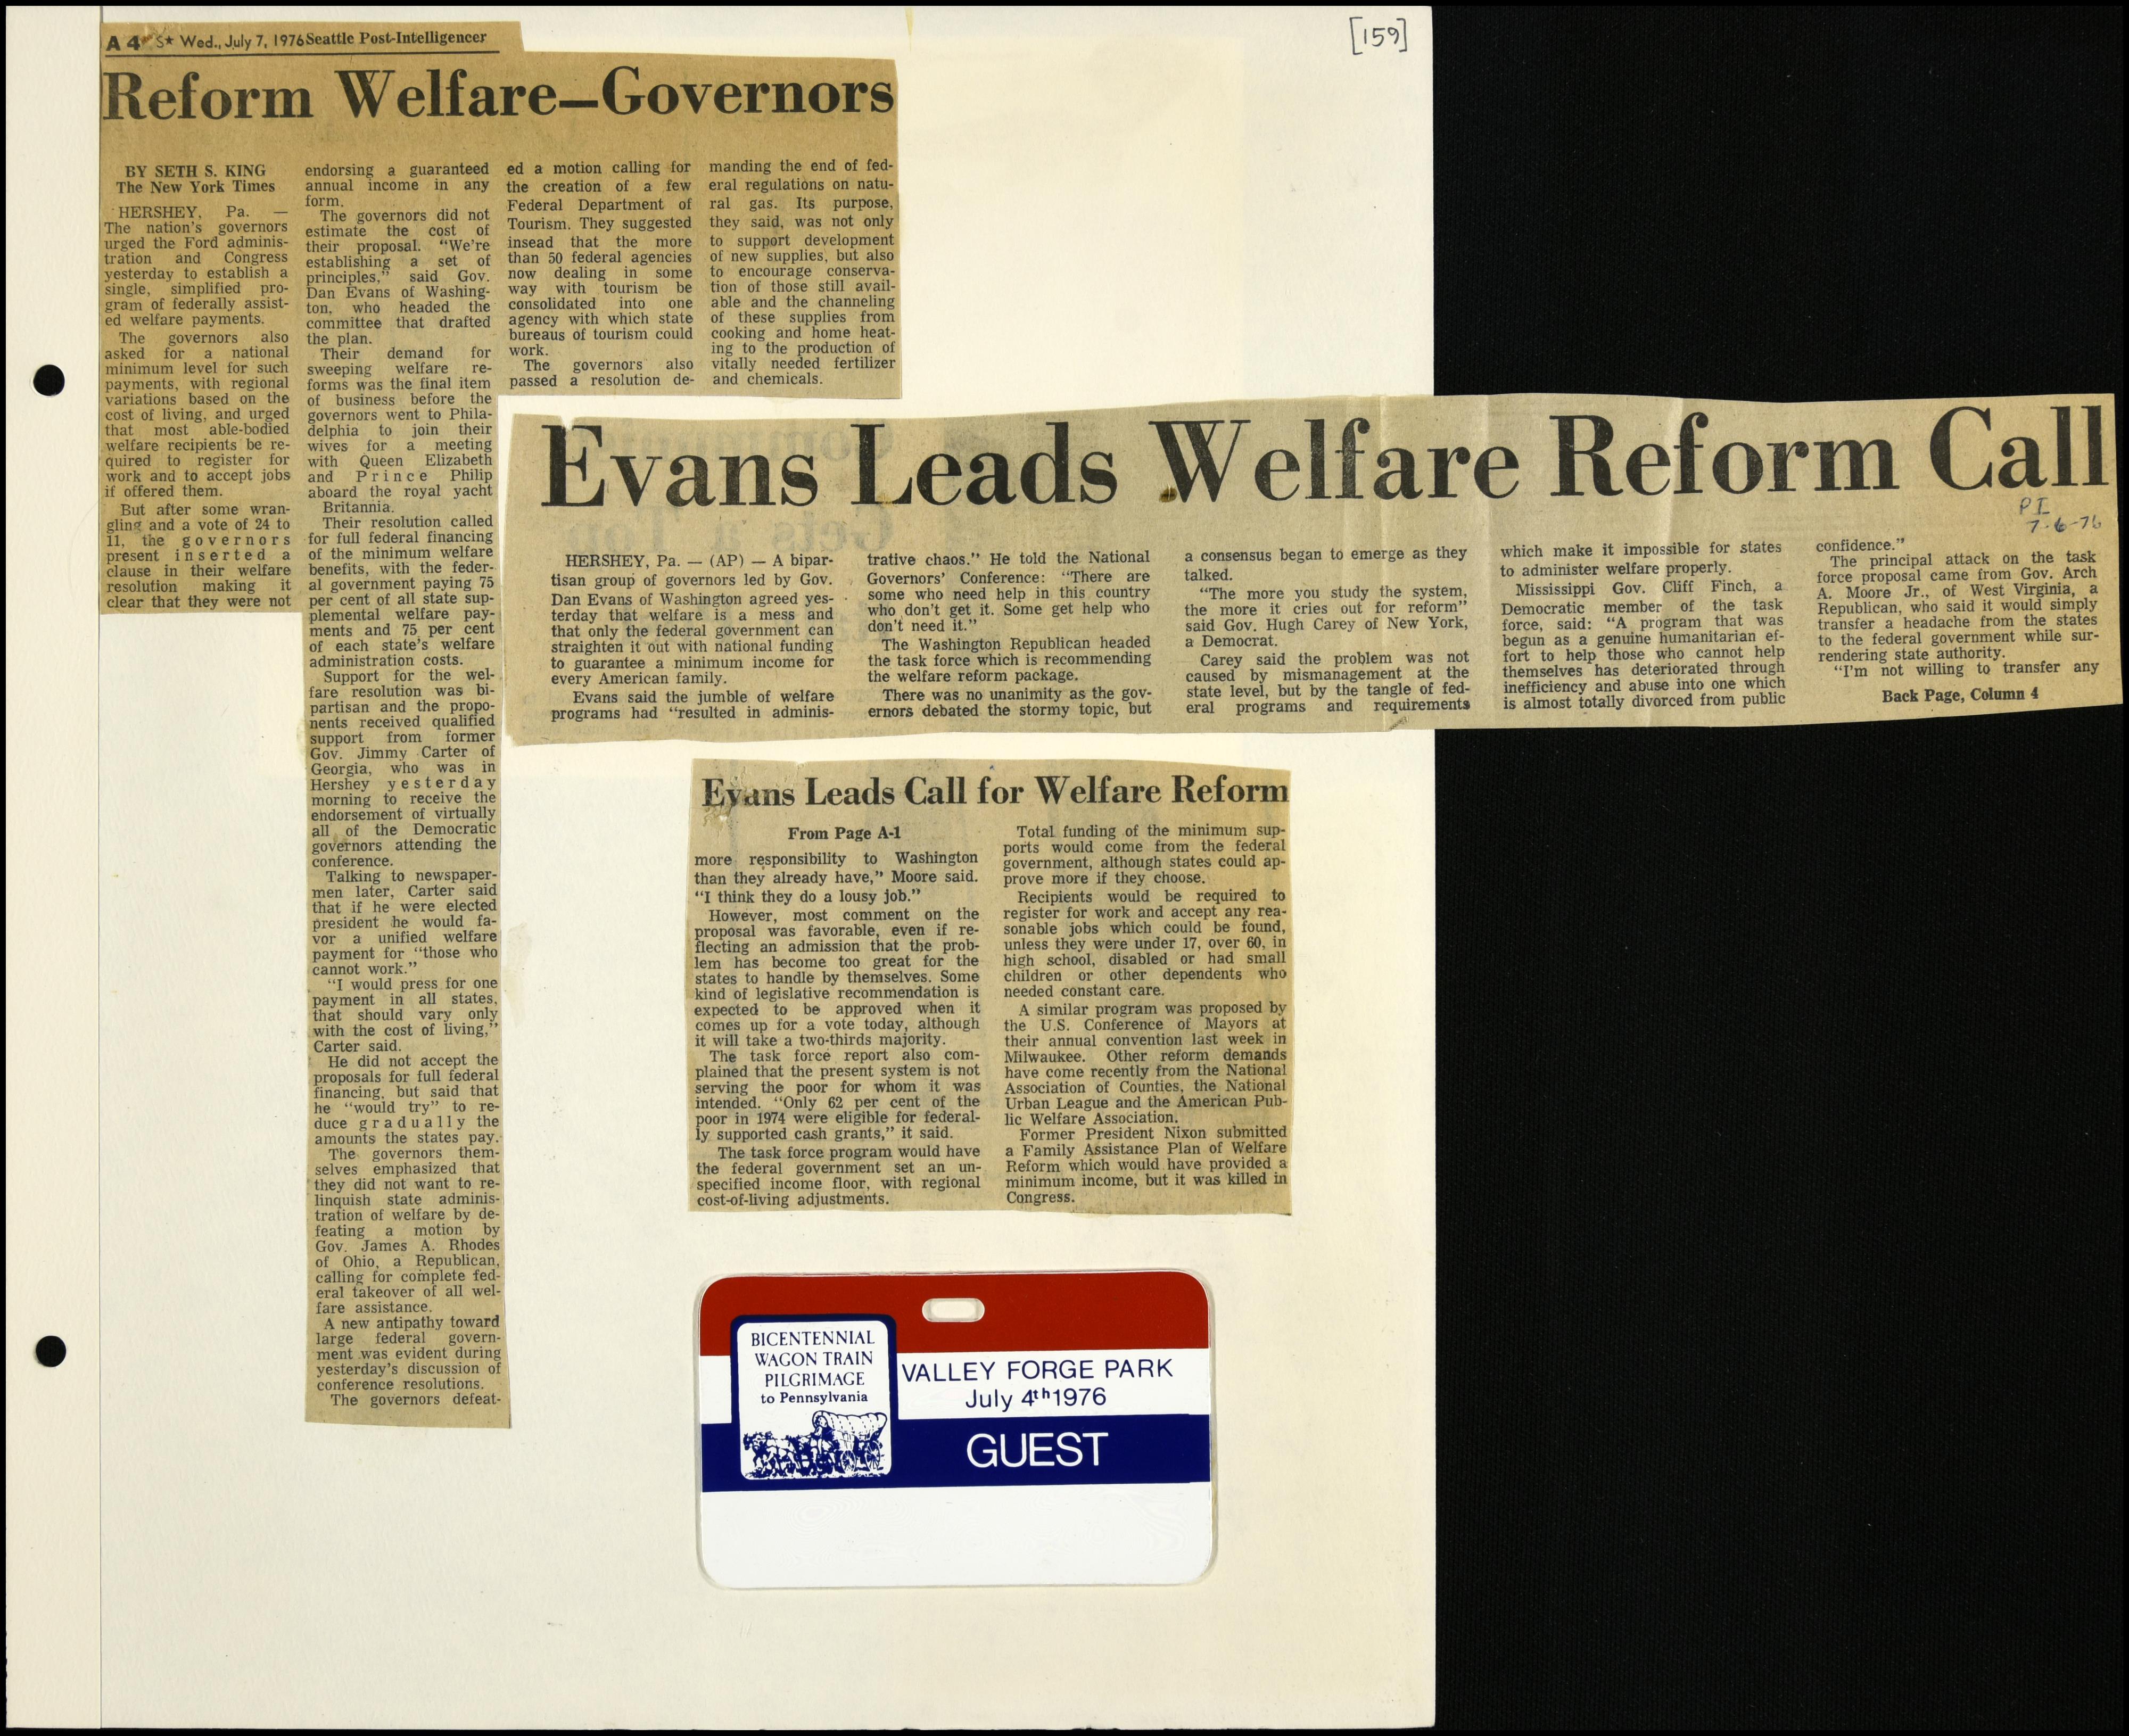 [159]
A 4 S★ Wed., July 7, 1976 Seattle Post-Intelligencer
Reform Welfare—Governors
BY SETH S. KING
The New York Times
HERSHEY, Pa. —
The nation's governors
urged the Ford adminis-
tration and Congress
yesterday to establish a
single, simplified pro-
gram of federally assist-
ed welfare payments.
The governors also
asked for a national
minimum level for such
payments, with regional
variations based on the
cost of living, and urged
that most able-bodied
welfare recipients be re-
quired to register for
work and to accept jobs
if offered them.
But after some wran-
gling and a vote of 24 to
11, the governors
present inserted a
clause in their welfare
resolution making it
clear that they were not
endorsing a guaranteed
annual income in any
form.
The governors did not
estimate the cost of
their proposal. "We're
establishing a set of
principles," said Gov.
Dan Evans of Washing-
ton, who headed the
committee that drafted
the plan.
Their demand for
sweeping welfare re-
forms was the final item
of business before the
governors went to Phila-
delphia to join their
wives for a meeting
with Queen Elizabeth
and Prince Philip
aboard the royal yacht
Britannia.
Their resolution called
for full federal financing
of the minimum welfare
benefits, with the feder-
al government paying 75
per cent of all state sup-
plemental welfare pay-
ments and 75 per cent
of each state's welfare
administration costs.
Support for the wel-
fare resolution was bi-
partisan and the propo-
nents received qualified
support from former
Gov. Jimmy Carter of
Georgia, who was in
Hershey yesterday
morning to receive the
endorsement of virtually
all of the Democratic
governors attending the
conference.
Talking to newspaper-
men later, Carter said
that if he were elected
president he would fa-
vor a unified welfare
payment for "those who
cannot work."
"I would press for one
payment in all states,
that should vary only
with the cost of living,"
Carter said.
He did not accept the
proposals for full federal
financing, but said that
he "would try" to re-
duce gradually the
amounts the states pay.
The governors them-
selves emphasized that
they did not want to re-
linquish state adminis-
tration of welfare by de-
feating a motion by
Gov. James A. Rhodes
of Ohio, a Republican,
calling for complete fed-
eral takeover of all wel-
fare assistance.
A new antipathy toward
large federal govern-
ment was evident during
yesterday's discussion of
conference resolutions.
The governors defeat-
ed a motion calling for
the creation of a few
Federal Department of
Tourism. They suggested
insead that the more
than 50 federal agencies
now dealing in some
way with tourism be
consolidated into one
agency with which state
bureaus of tourism could
work.
The governors also
passed a resolution de-
manding the end of fed-
eral regulations on natu-
ral gas. Its purpose,
they said, was not only
to support development
of new supplies, but also
to encourage conserva-
tion of those still avail-
able and the channeling
of these supplies from
cooking and home heat-
ing to the production of
vitally needed fertilizer
and chemicals.
Evans Leads Welfare Reform Call
PI
7-6-76
HERSHEY, Pa. — (AP) — A bipar-
tisan group of governors led by Gov.
Dan Evans of Washington agreed yes-
terday that welfare is a mess and
that only the federal government can
straighten it out with national funding
to guarantee a minimum income for
every American family.
Evans said the jumble of welfare
programs had "resulted in adminis-
trative chaos." He told the National
Governors' Conference: "There are
some who need help in this country
who don't get it. Some get help who
don't need it."
The Washington Republican headed
the task force which is recommending
the welfare reform package.
There was no unanimity as the gov-
ernors debated the stormy topic, but
a consensus began to emerge as they
talked.
"The more you study the system,
the more it cries out for reform"
said Gov. Hugh Carey of New York,
a Democrat.
Carey said the problem was not
caused by mismanagement at the
state level, but by the tangle of fed-
eral programs and requirements
which make it impossible for states
to administer welfare properly.
Mississippi Gov. Cliff Finch, a
Democratic member of the task
force, said: "A program that was
begun as a genuine humanitarian ef-
fort to help those who cannot help
themselves has deteriorated through
inefficiency and abuse into one which
is almost totally divorced from public
confidence."
The principal attack on the task
force proposal came from Gov. Arch
A. Moore Jr., of West Virginia, a
Republican, who said it would simply
transfer a headache from the states
to the federal government while sur-
rendering state authority.
"I'm not willing to transfer any
Back Page, Column 4
Evans Leads Call for Welfare Reform
From Page A-1
more responsibility to Washington
than they already have," Moore said.
"I think they do a lousy job."
However, most comment on the
proposal was favorable, even if re-
flecting an admission that the prob-
lem has become too great for the
states to handle by themselves. Some
kind of legislative recommendation is
expected to be approved when it
comes up for a vote today, although
it will take a two-thirds majority.
The task force report also com-
plained that the present system is not
serving the poor for whom it was
intended. "Only 62 per cent of the
poor in 1974 were eligible for federal-
ly supported cash grants," it said.
The task force program would have
the federal government set an un-
specified income floor, with regional
cost-of-living adjustments.
Total funding of the minimum sup-
ports would come from the federal
government, although states could ap-
prove more if they choose.
Recipients would be required to
register for work and accept any rea-
sonable jobs which could be found,
unless they were under 17, over 60, in
high school, disabled or had small
children or other dependents who
needed constant care.
A similar program was proposed by
the U.S. Conference of Mayors at
their annual convention last week in
Milwaukee. Other reform demands
have come recently from the National
Association of Counties, the National
Urban League and the American Pub-
lic Welfare Association.
Former President Nixon submitted
a Family Assistance Plan of Welfare
Reform which would have provided a
minimum income, but it was killed in
Congress.
BICENTENNIAL
WAGON TRAIN
PILGRIMAGE
to Pennsylvania
VALLEY FORGE PARK
July 4th 1976
GUEST